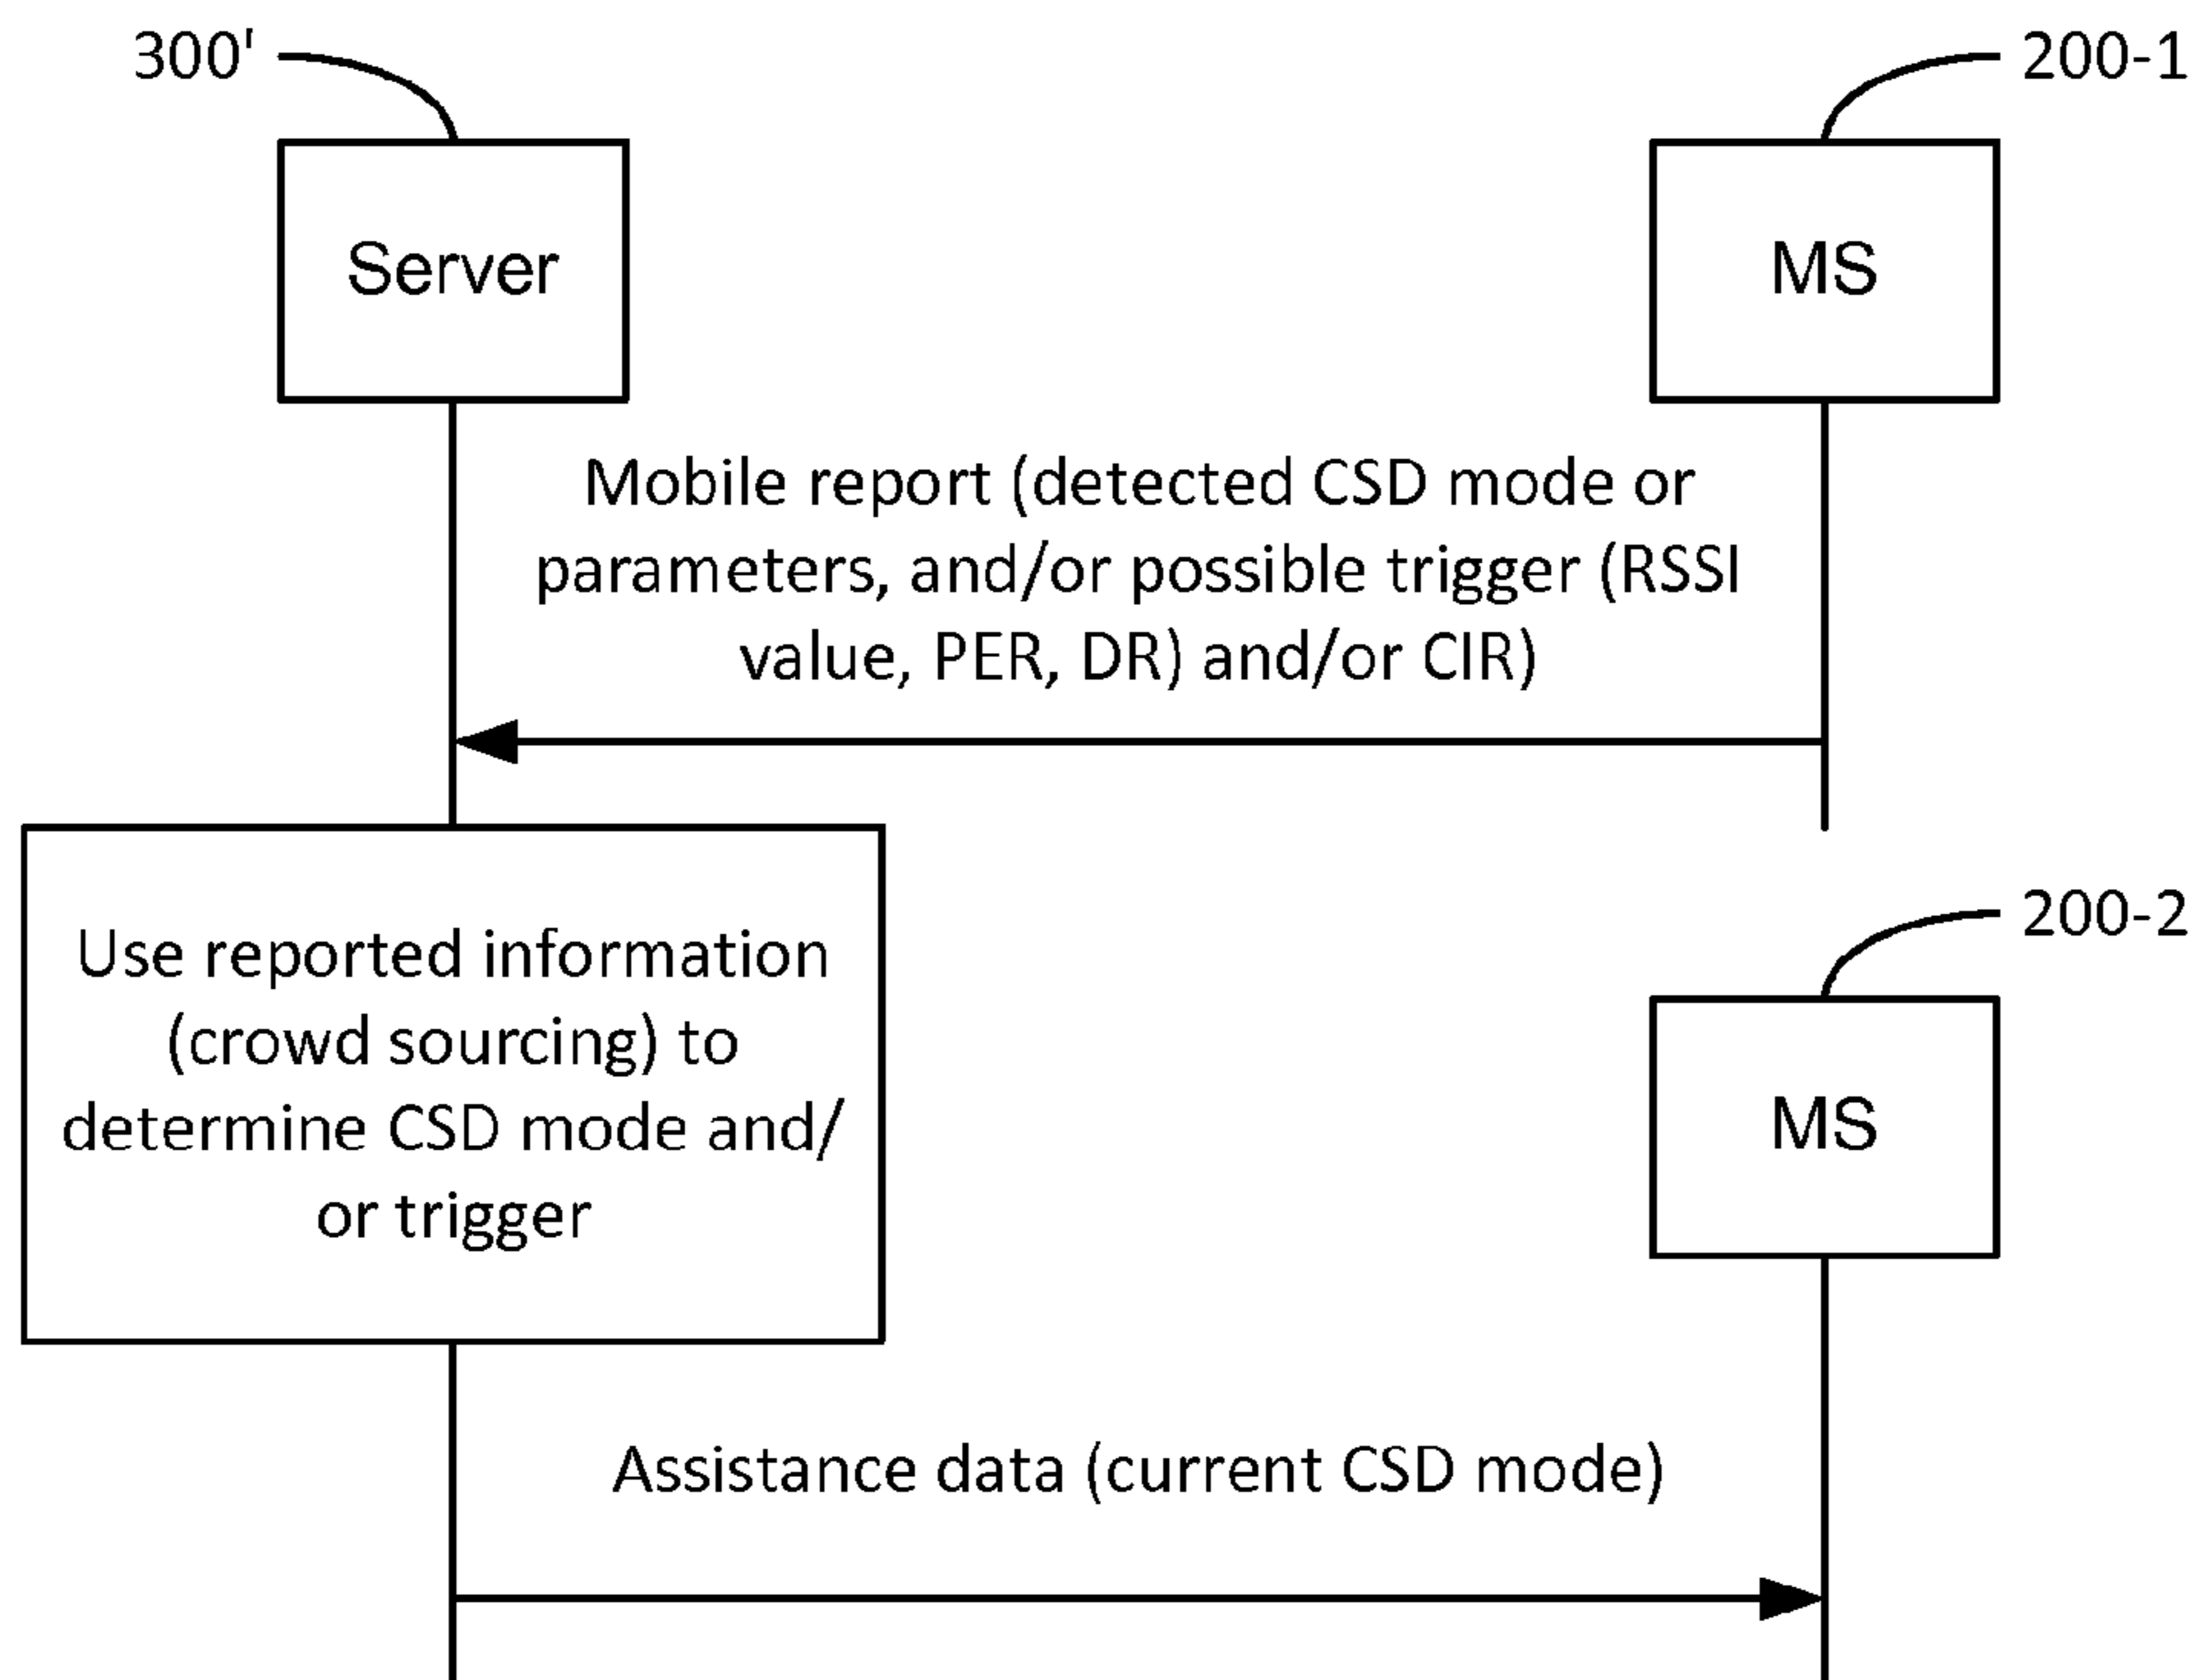 300'
200-1
Server
MS
Mobile report (detected CSD mode or
parameters, and/or possible trigger (RSSI
value, PER, DR) and/or CIR)
200-2
Use reported information
(crowd sourcing) to
determine CSD mode and/
or trigger
MS
Assistance data (current CSD mode)